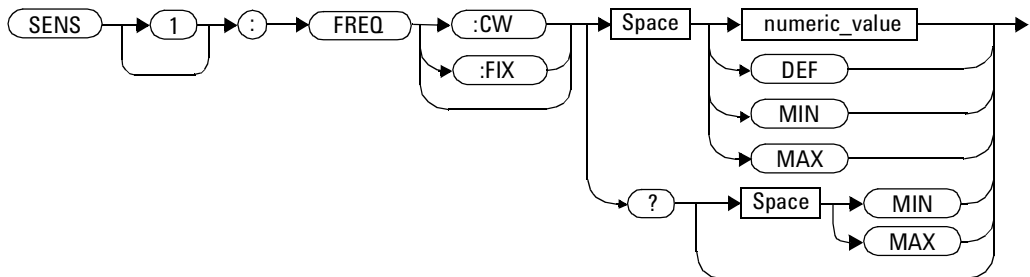 SENS 1 : FREQ :CW Space numeric_value
:FIX DEF
MIN
MAX
? Space MIN
MAX